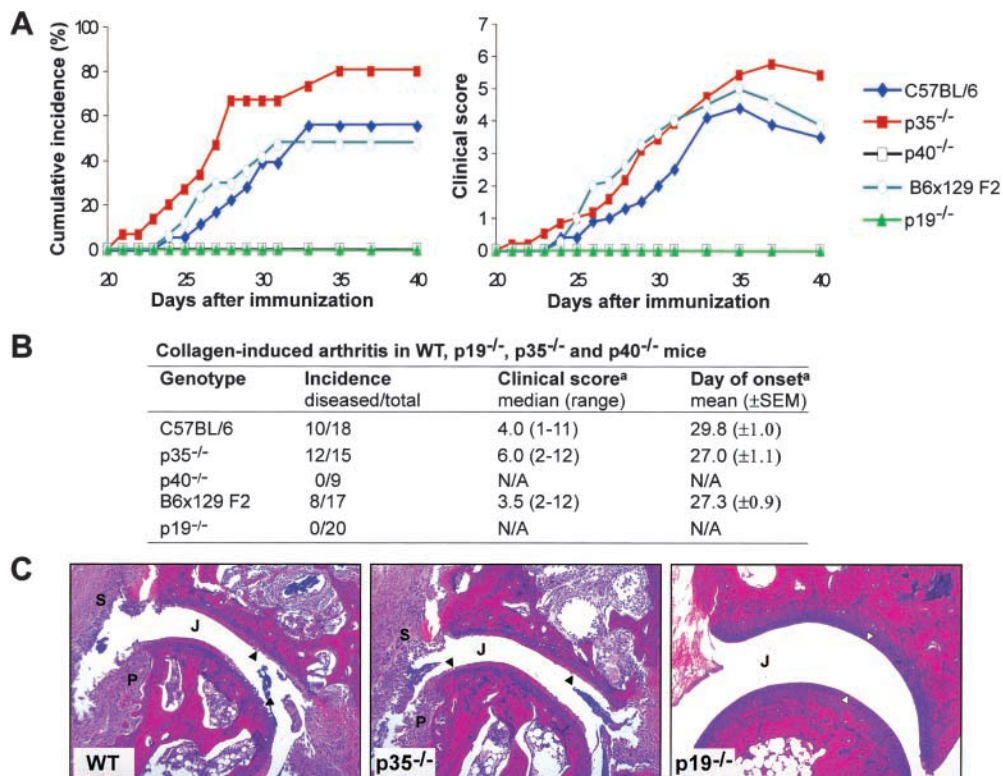 A
Cumulative incidence (%)
100
80
60
40
20
0
20 25 30 35 40
Days after immunization
Clinical score
7
6
5
4
3
2
1
0
20 25 30 35 40
Days after immunization
C57BL/6
p35-/-
p40-/-
B6x129 F2
p19-/-
B
Collagen-induced arthritis in WT, p19-/-, p35-/- and p40-/- mice
Genotype Incidence Clinical scorea Day of onseta
diseased/total median (range) mean (±SEM)
C57BL/6 10/18 4.0 (1-11) 29.8 (±1.0)
p35-/- 12/15 6.0 (2-12) 27.0 (±1.1)
p40-/- 0/9 N/A N/A
B6x129 F2 8/17 3.5 (2-12) 27.3 (±0.9)
p19-/- 0/20 N/A N/A
C
S
J
P
WT
S
J
P
p35-/-
J
p19-/-